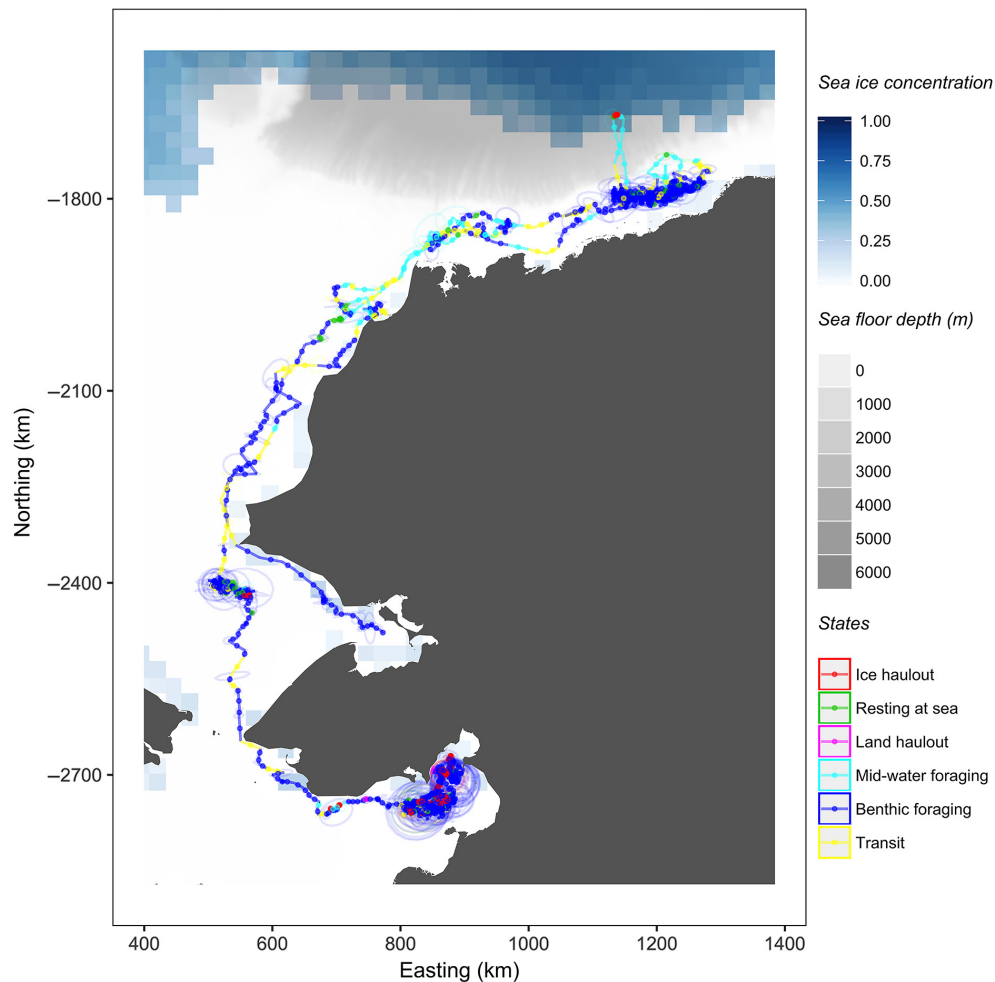 Sea ice concentration
1.00
0.75
0.50
0.25
0.00
Sea floor depth (m)
0
1000
2000
3000
4000
5000
6000
States
Ice haulout
Resting at sea
Land haulout
Mid-water foraging
Benthic foraging
Transit
Northing (km)
−1800
−2100
−2400
−2700
400 600 800 1000 1200 1400
Easting (km)